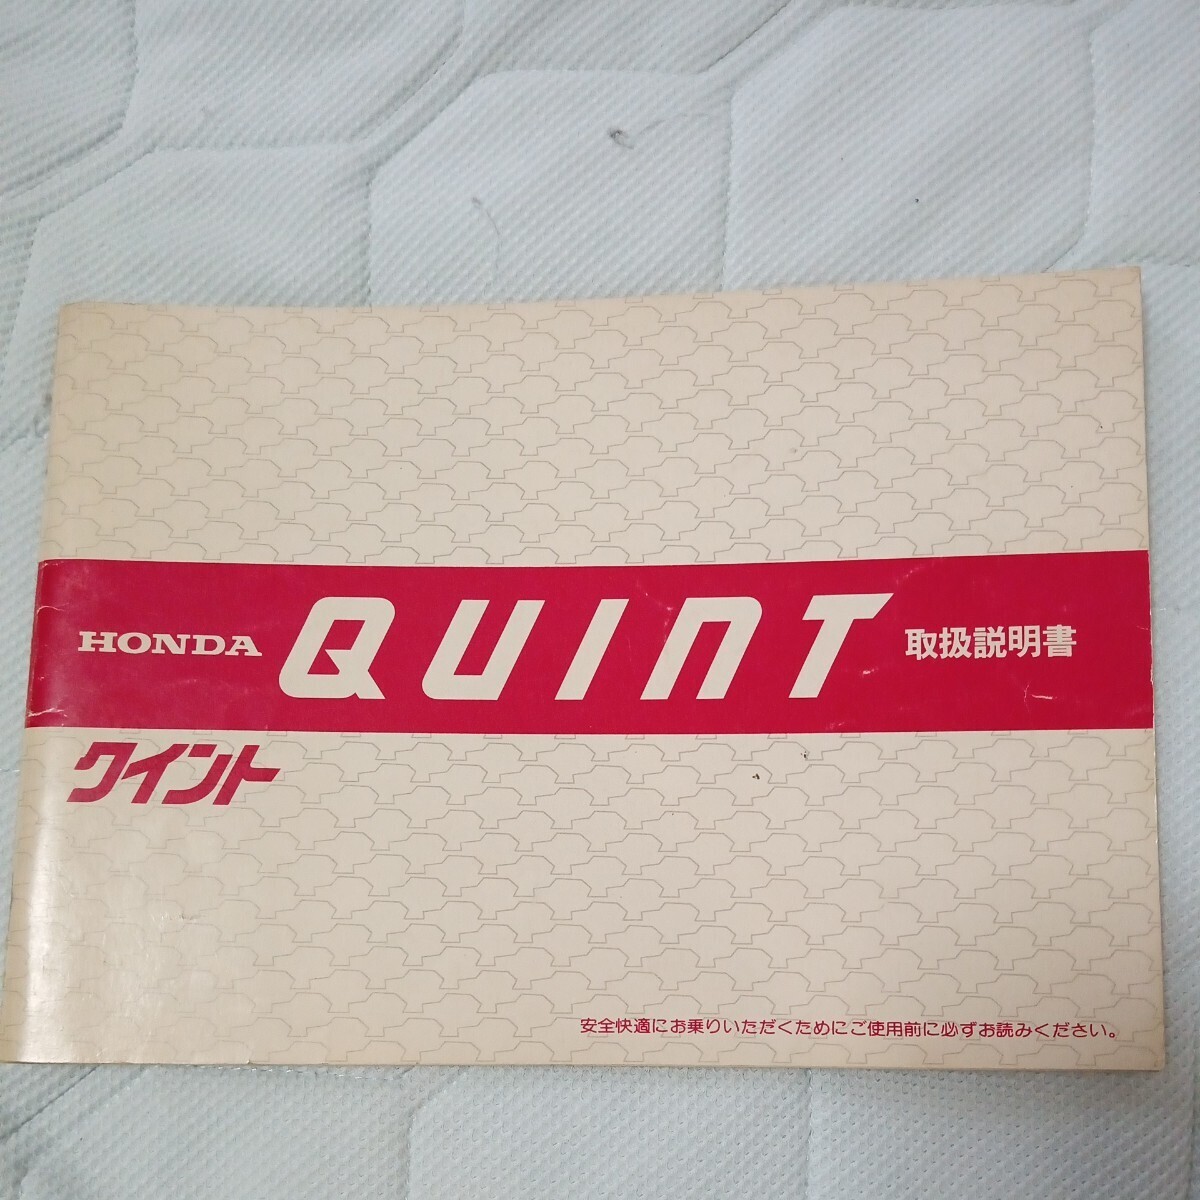 HONDA QUINT 取扱説明書
クイント
安全快適にお乗りいただくためにご使用前に必ずお読みください。